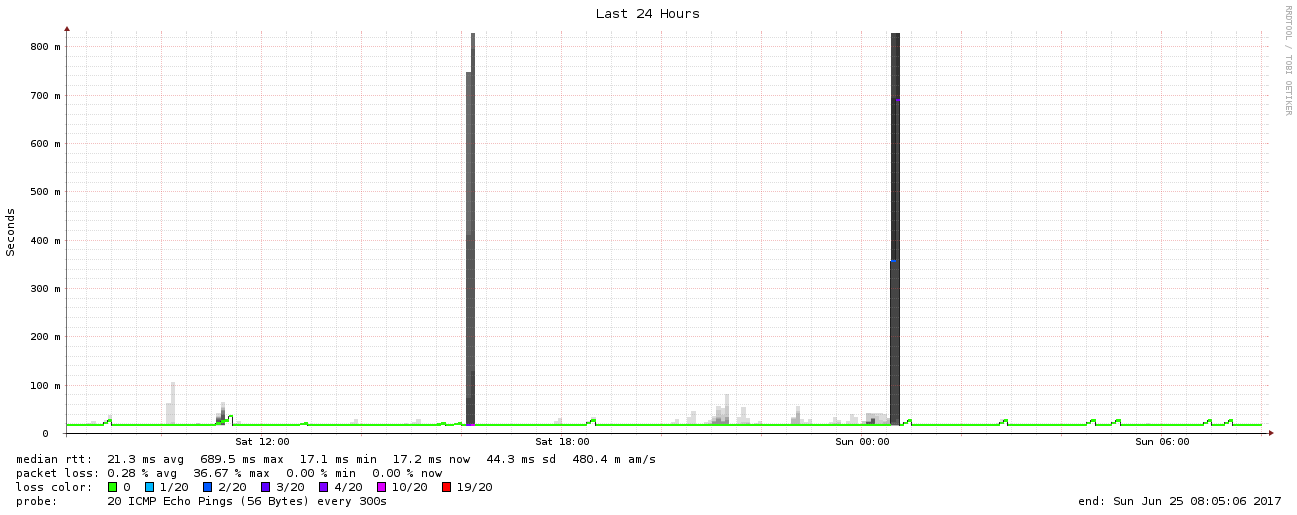 Last 24 Hours
RRDTOOL / TOBI OETIKER
Seconds
800 m
700 m
600 m
500 m
400 m
300 m
200 m
100 m
0
Sat 12:00 Sat 18:00 Sun 00:00 Sun 06:00
median rtt: 21.3 ms avg 689.5 ms max 17.1 ms min 17.2 ms now 44.3 ms sd 480.4 m am/s
packet loss: 0.28 % avg 36.67 % max 0.00 % min 0.00 % now
loss color: 0 1/20 2/20 3/20 4/20 10/20 19/20
probe: 20 ICMP Echo Pings (56 Bytes) every 300s end: Sun Jun 25 08:05:06 2017